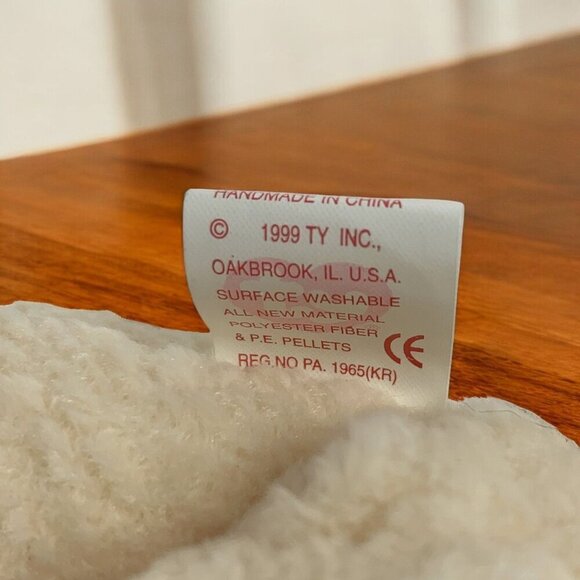 HANDMADE IN CHINA
© 1999 TY INC.,
OAKBROOK, IL. U.S.A.
SURFACE WASHABLE
ALL NEW MATERIAL
POLYESTER FIBER
& P.E. PELLETS CE
REG.NO PA. 1965(KR)